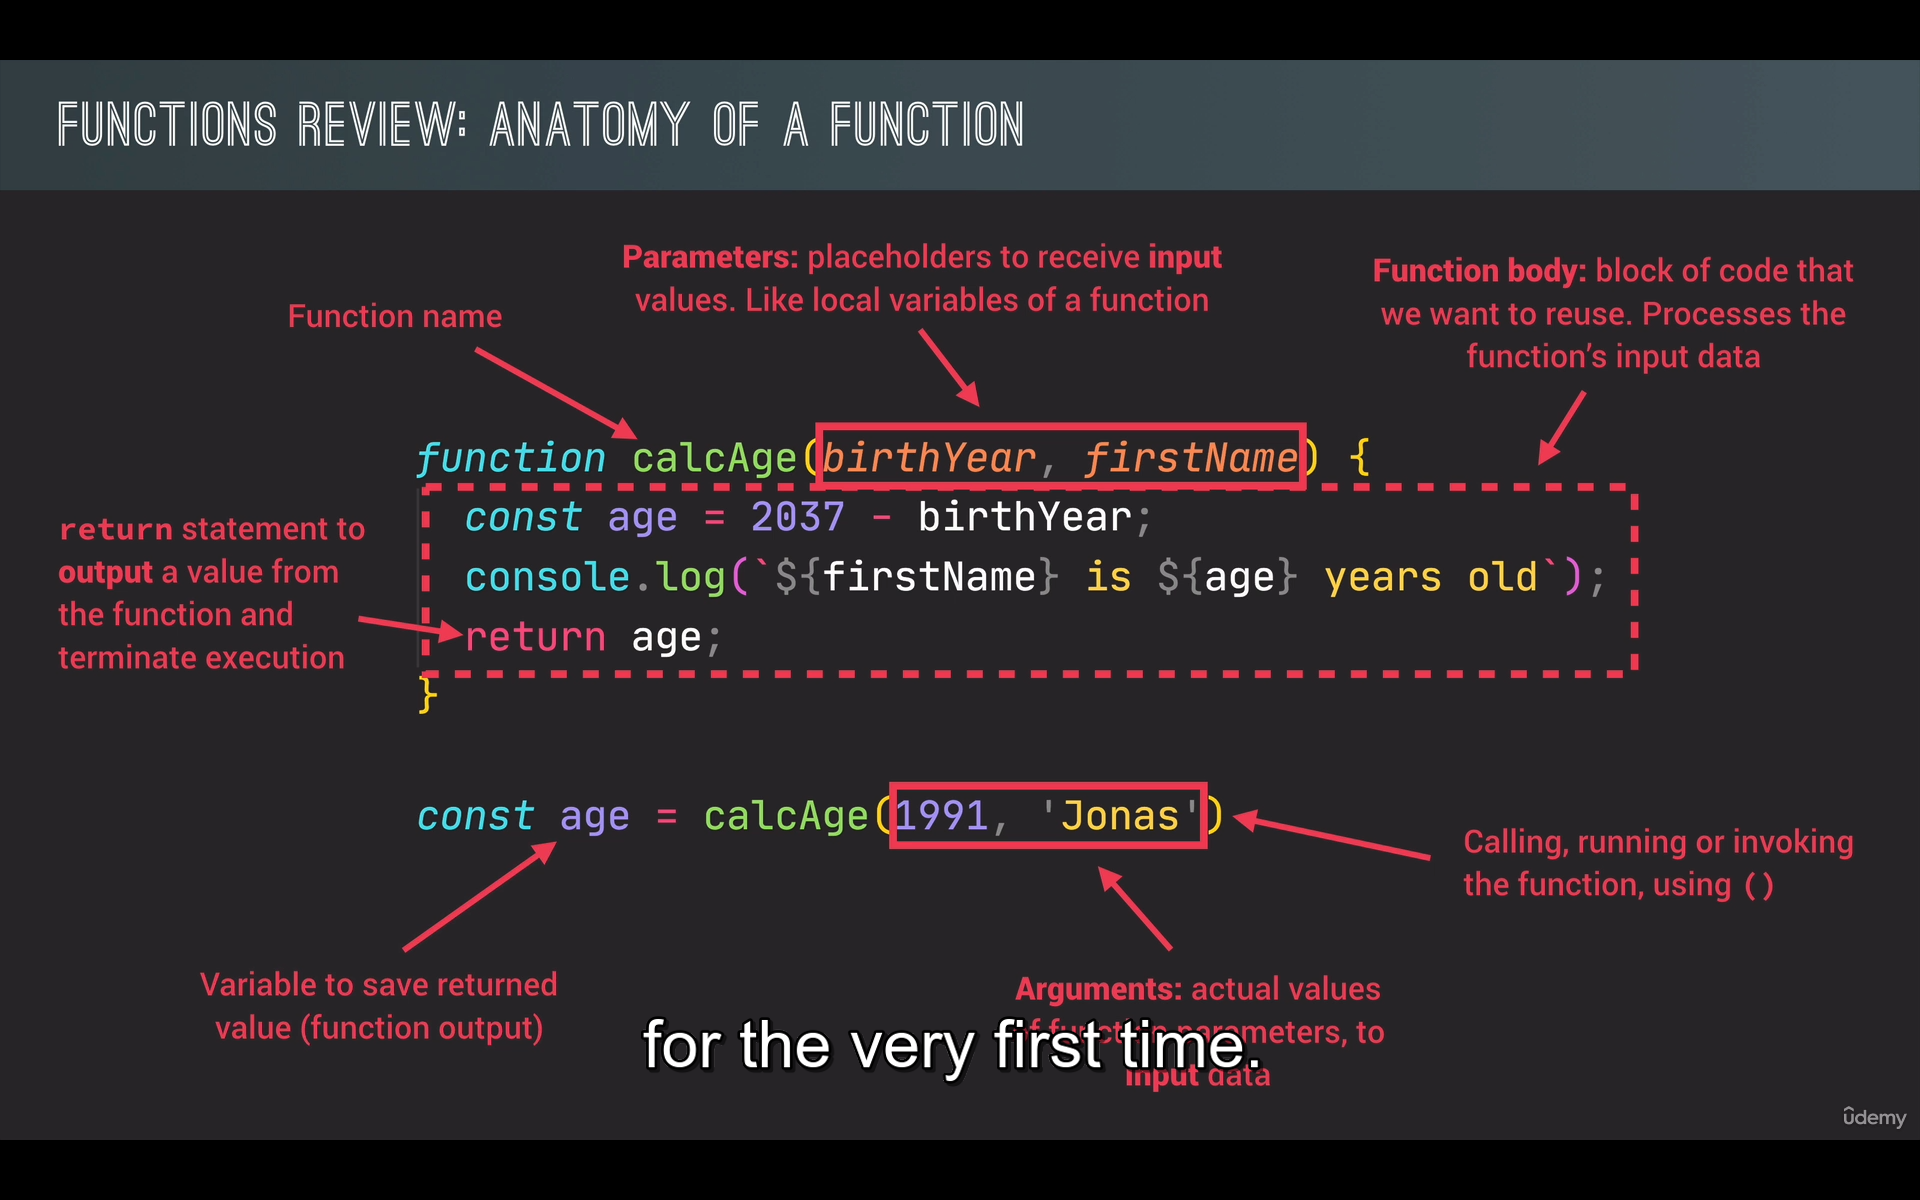 FUNCTIONS REVIEW: ANATOMY OF A FUNCTION
Parameters: placeholders to receive input
values. Like local variables of a function
Function body: block of code that
we want to reuse. Processes the
function’s input data
Function name
function calcAge(birthYear, firstName) {
const age = 2037 - birthYear;
console.log(`${firstName} is ${age} years old`);
return age;
}
return statement to
output a value from
the function and
terminate execution
const age = calcAge(1991, 'Jonas')
Calling, running or invoking
the function, using ()
Variable to save returned
value (function output)
Arguments: actual values
of function parameters, to
input data
for the very first time.
udemy